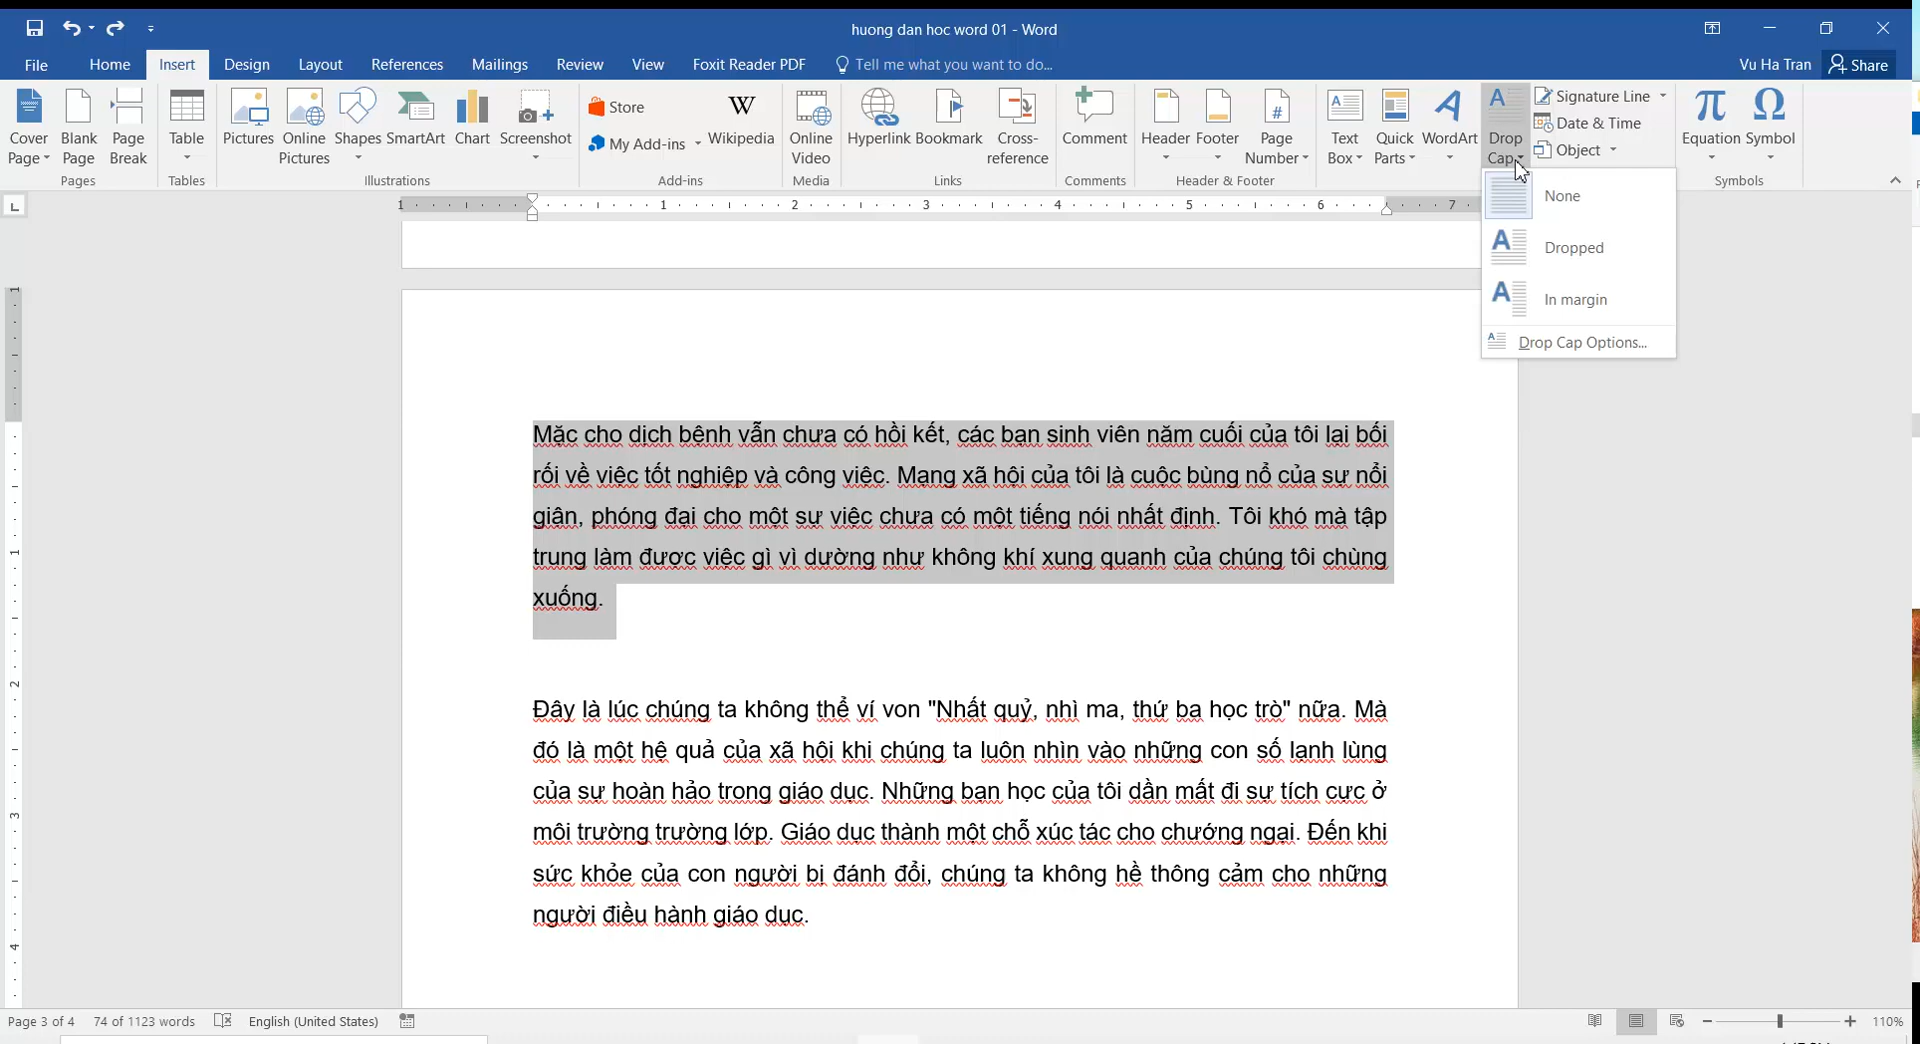 huong dan hoc word 01 - Word
File Home Insert Design Layout References Mailings Review View Foxit Reader PDF Tell me what you want to do... Vu Ha Tran Share
Cover Page
Blank Page
Page Break
Pages
Table
Tables
Pictures
Online Pictures
Shapes
SmartArt
Chart
Screenshot
Illustrations
Store
My Add-ins
Wikipedia
Add-ins
Online Video
Media
Hyperlink
Bookmark
Cross-reference
Links
Comment
Comments
Header
Footer
Page Number
Header & Footer
Text Box
Quick Parts
WordArt
Drop Cap
Signature Line
Date & Time
Object
Equation
Symbol
Symbols
None
Dropped
In margin
Drop Cap Options...
1 1 2 3 4 5 6 7
1
1
2
3
4
Mặc cho dịch bệnh vẫn chưa có hồi kết, các bạn sinh viên năm cuối của tôi lại bối
rối về việc tốt nghiệp và công việc. Mạng xã hội của tôi là cuộc bùng nổ của sự nổi
giận, phóng đại cho một sự việc chưa có một tiếng nói nhất định. Tôi khó mà tập
trung làm được việc gì vì dường như không khí xung quanh của chúng tôi chùng
xuống.
Đây là lúc chúng ta không thể ví von "Nhất quỷ, nhì ma, thứ ba học trò" nữa. Mà
đó là một hệ quả của xã hội khi chúng ta luôn nhìn vào những con số lạnh lùng
của sự hoàn hảo trong giáo dục. Những bạn học của tôi dần mất đi sự tích cực ở
môi trường trường lớp. Giáo dục thành một chỗ xúc tác cho chướng ngại. Đến khi
sức khỏe của con người bị đánh đổi, chúng ta không hề thông cảm cho những
người điều hành giáo dục.
Page 3 of 4 74 of 1123 words English (United States) 110%